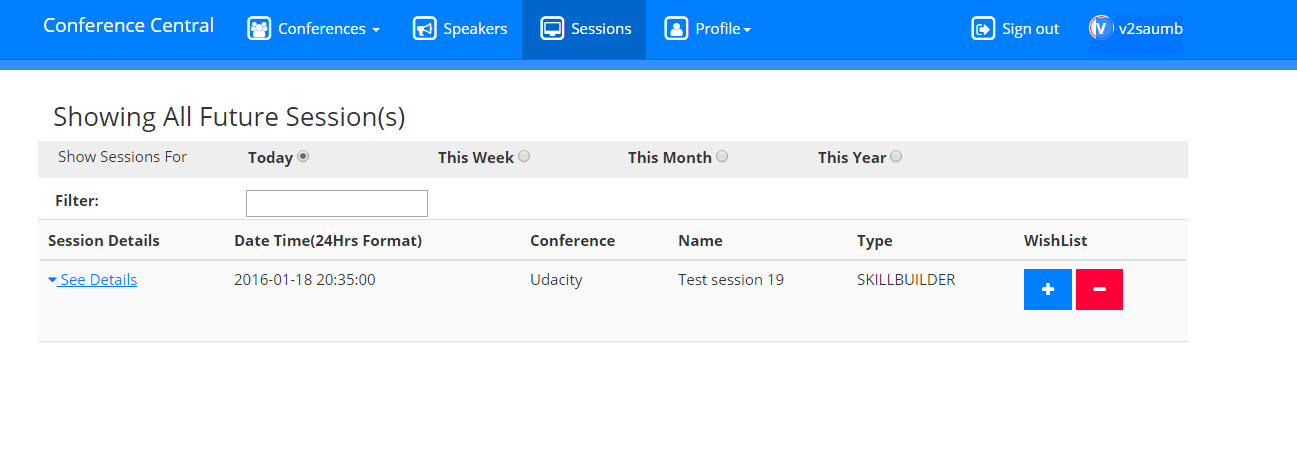 Conference Central Conferences Speakers Sessions Profile Sign out v2saumb
Showing All Future Session(s)
Show Sessions For Today This Week This Month This Year
Filter:
Session Details Date Time(24Hrs Format) Conference Name Type WishList
See Details 2016-01-18 20:35:00 Udacity Test session 19 SKILLBUILDER + -